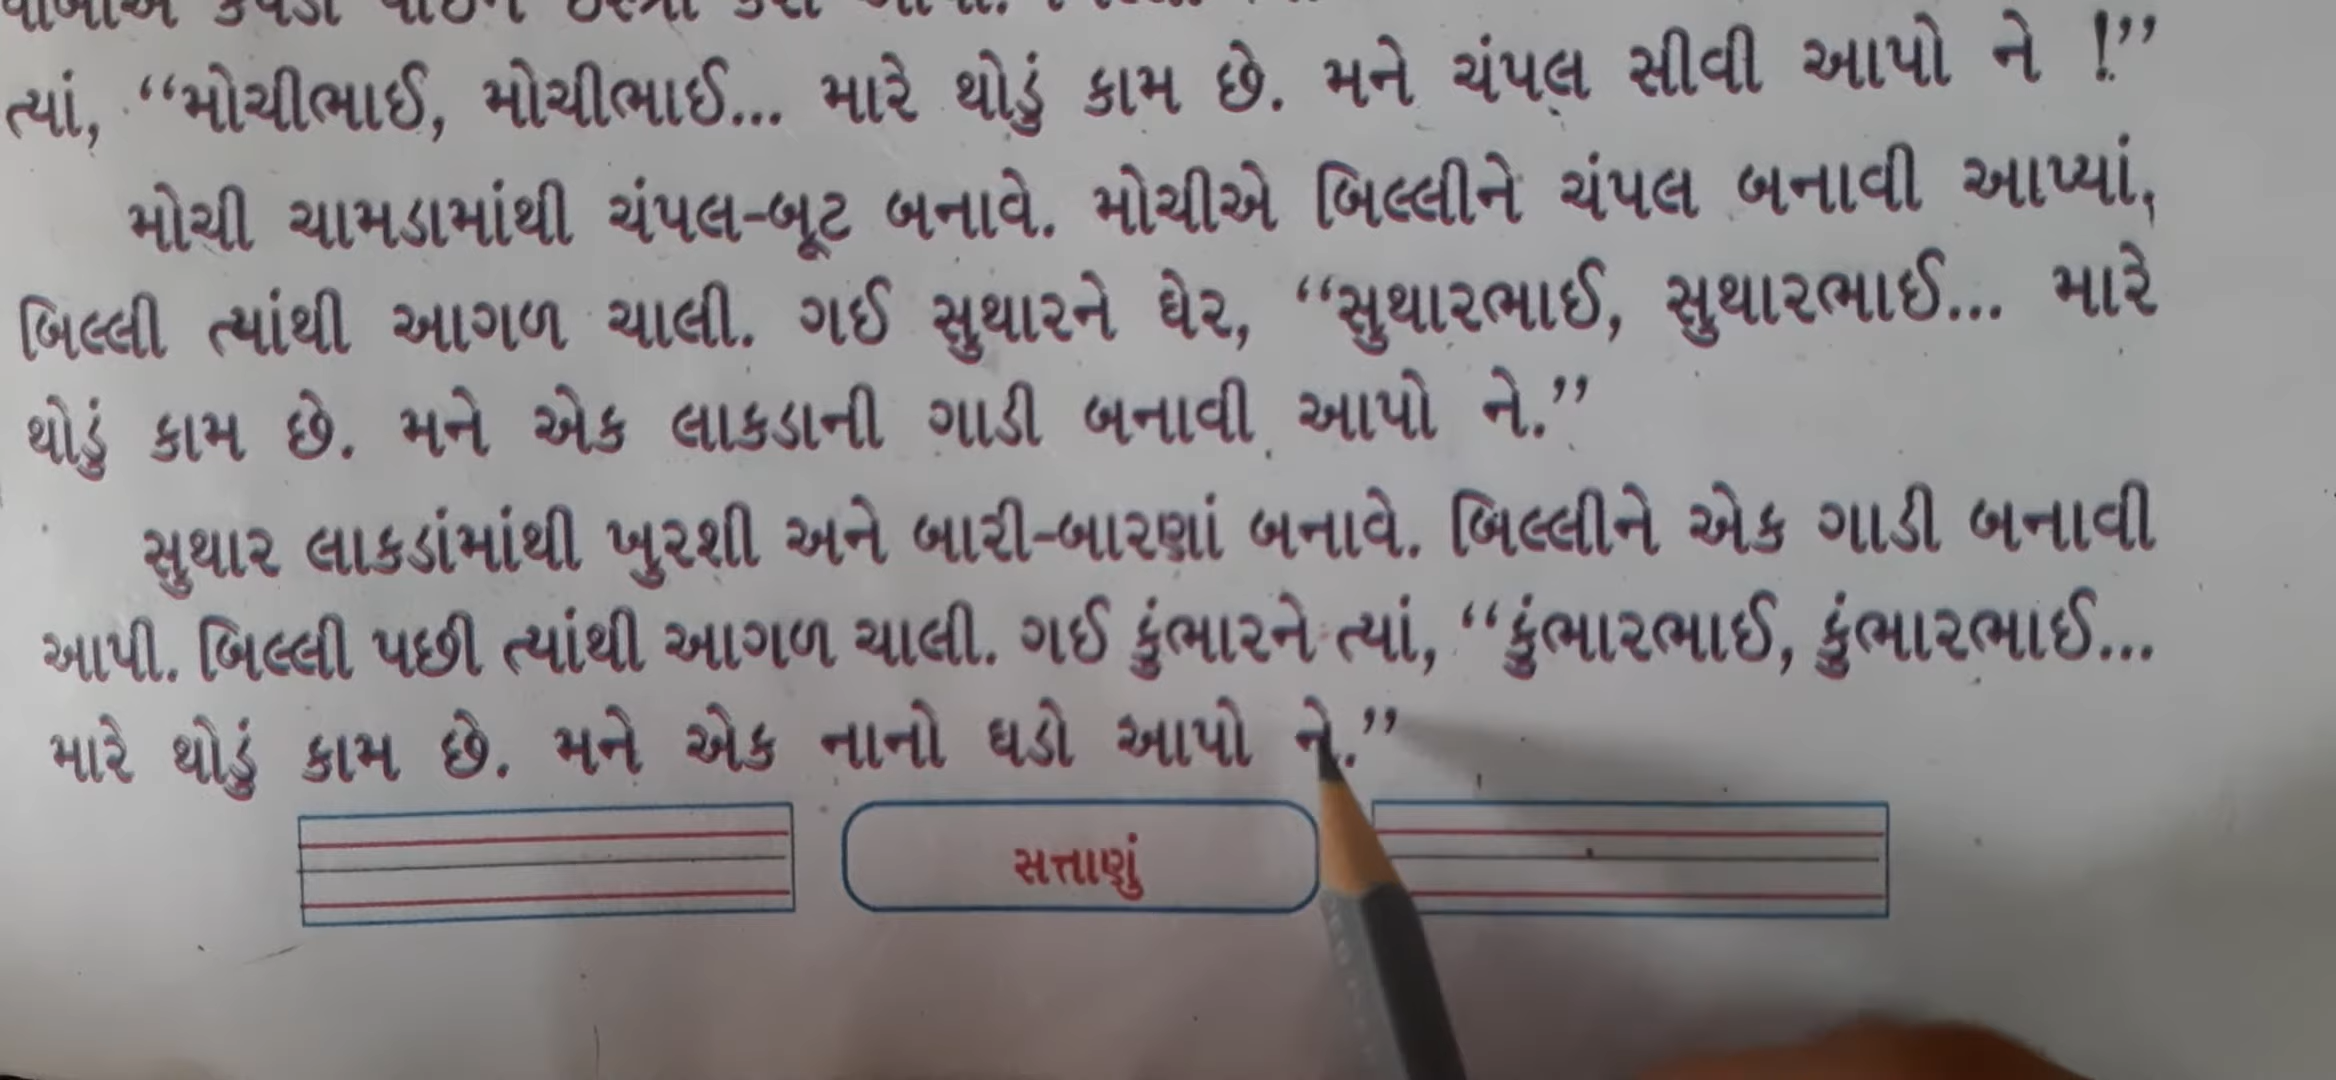 ત્યાં, “મોચીભાઈ, મોચીભાઈ... મારે થોડું કામ છે. મને ચંપલ સીવી આપો ને !”
મોચી ચામડામાંથી ચંપલ-બૂટ બનાવે. મોચીએ બિલ્લીને ચંપલ બનાવી આપ્યાં,
બિલ્લી ત્યાંથી આગળ ચાલી. ગઈ સુથારને ઘેર, “સુથારભાઈ, સુથારભાઈ... મારે
થોડું કામ છે. મને એક લાકડાની ગાડી બનાવી આપો ને.”
સુથાર લાકડાંમાંથી ખુરશી અને બારી-બારણાં બનાવે. બિલ્લીને એક ગાડી બનાવી
આપી. બિલ્લી પછી ત્યાંથી આગળ ચાલી. ગઈ કુંભારને ત્યાં, “કુંભારભાઈ, કુંભારભાઈ...
મારે થોડું કામ છે. મને એક નાનો ઘડો આપો ને.”
સત્તાણું